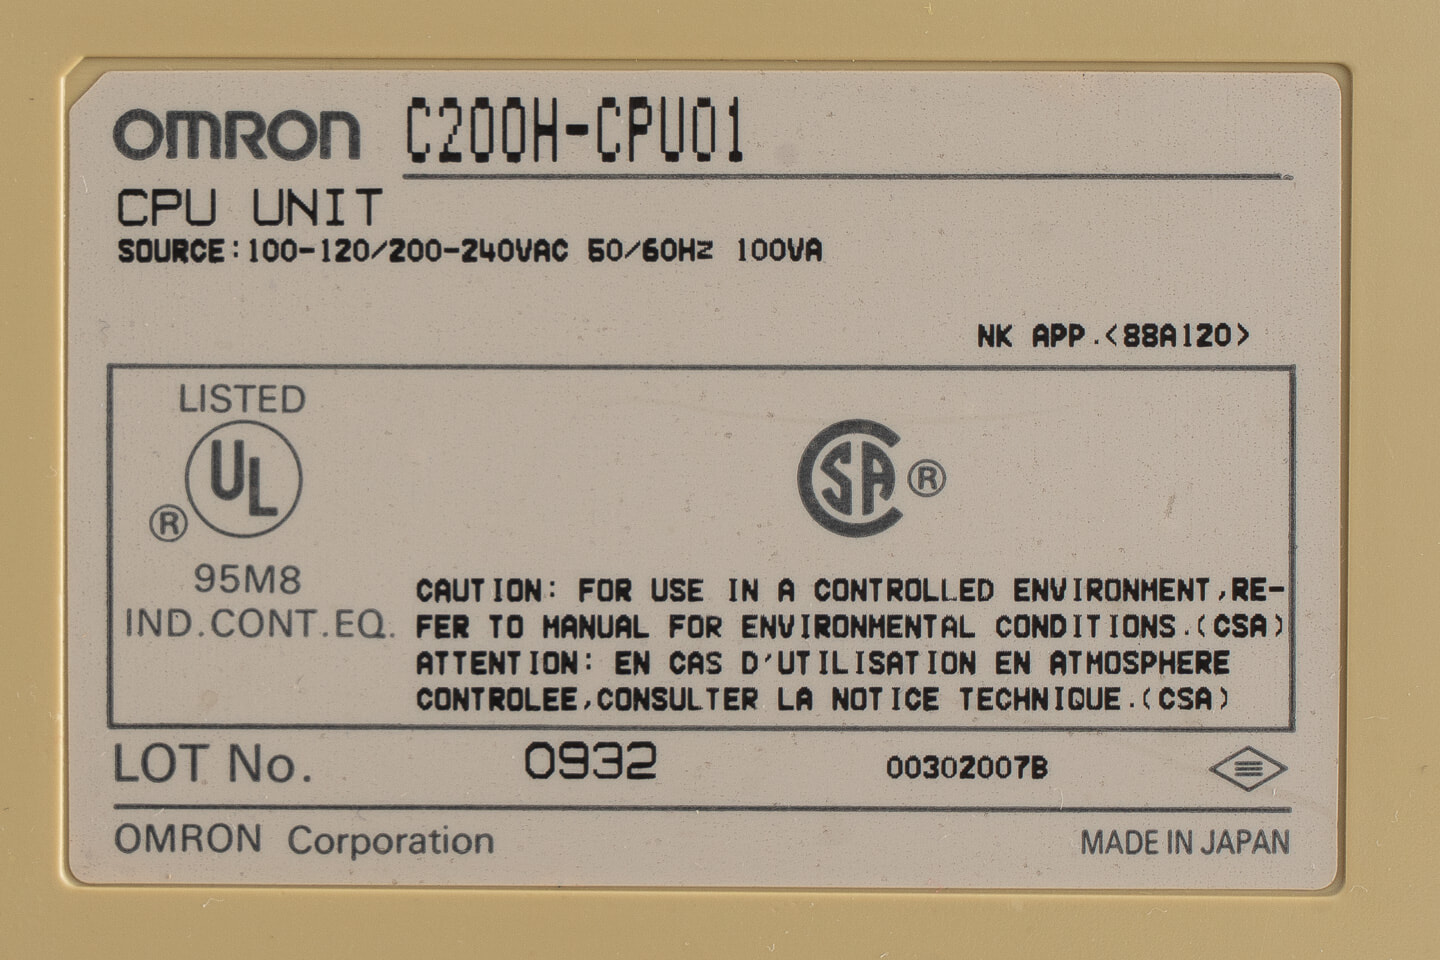 OMRON C200H-CPU01
CPU UNIT
SOURCE:100-120/200-240VAC 50/60Hz 100VA
NK APP.<88A120>
LISTED
UL
®
CSA ®
95M8
IND.CONT.EQ.
CAUTION: FOR USE IN A CONTROLLED ENVIRONMENT,RE-
FER TO MANUAL FOR ENVIRONMENTAL CONDITIONS.(CSA)
ATTENTION: EN CAS D'UTILISATION EN ATMOSPHERE
CONTROLEE,CONSULTER LA NOTICE TECHNIQUE.(CSA)
LOT No. 0932 00302007B
OMRON Corporation MADE IN JAPAN